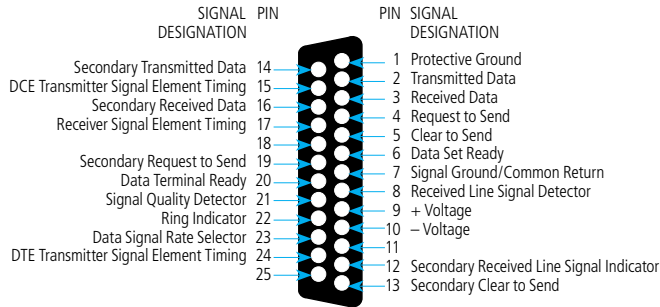 SIGNAL PIN
DESIGNATION
Secondary Transmitted Data 14
DCE Transmitter Signal Element Timing 15
Secondary Received Data 16
Receiver Signal Element Timing 17
18
Secondary Request to Send 19
Data Terminal Ready 20
Signal Quality Detector 21
Ring Indicator 22
Data Signal Rate Selector 23
DTE Transmitter Signal Element Timing 24
25
PIN SIGNAL
DESIGNATION
1 Protective Ground
2 Transmitted Data
3 Received Data
4 Request to Send
5 Clear to Send
6 Data Set Ready
7 Signal Ground/Common Return
8 Received Line Signal Detector
9 + Voltage
10 – Voltage
11
12 Secondary Received Line Signal Indicator
13 Secondary Clear to Send